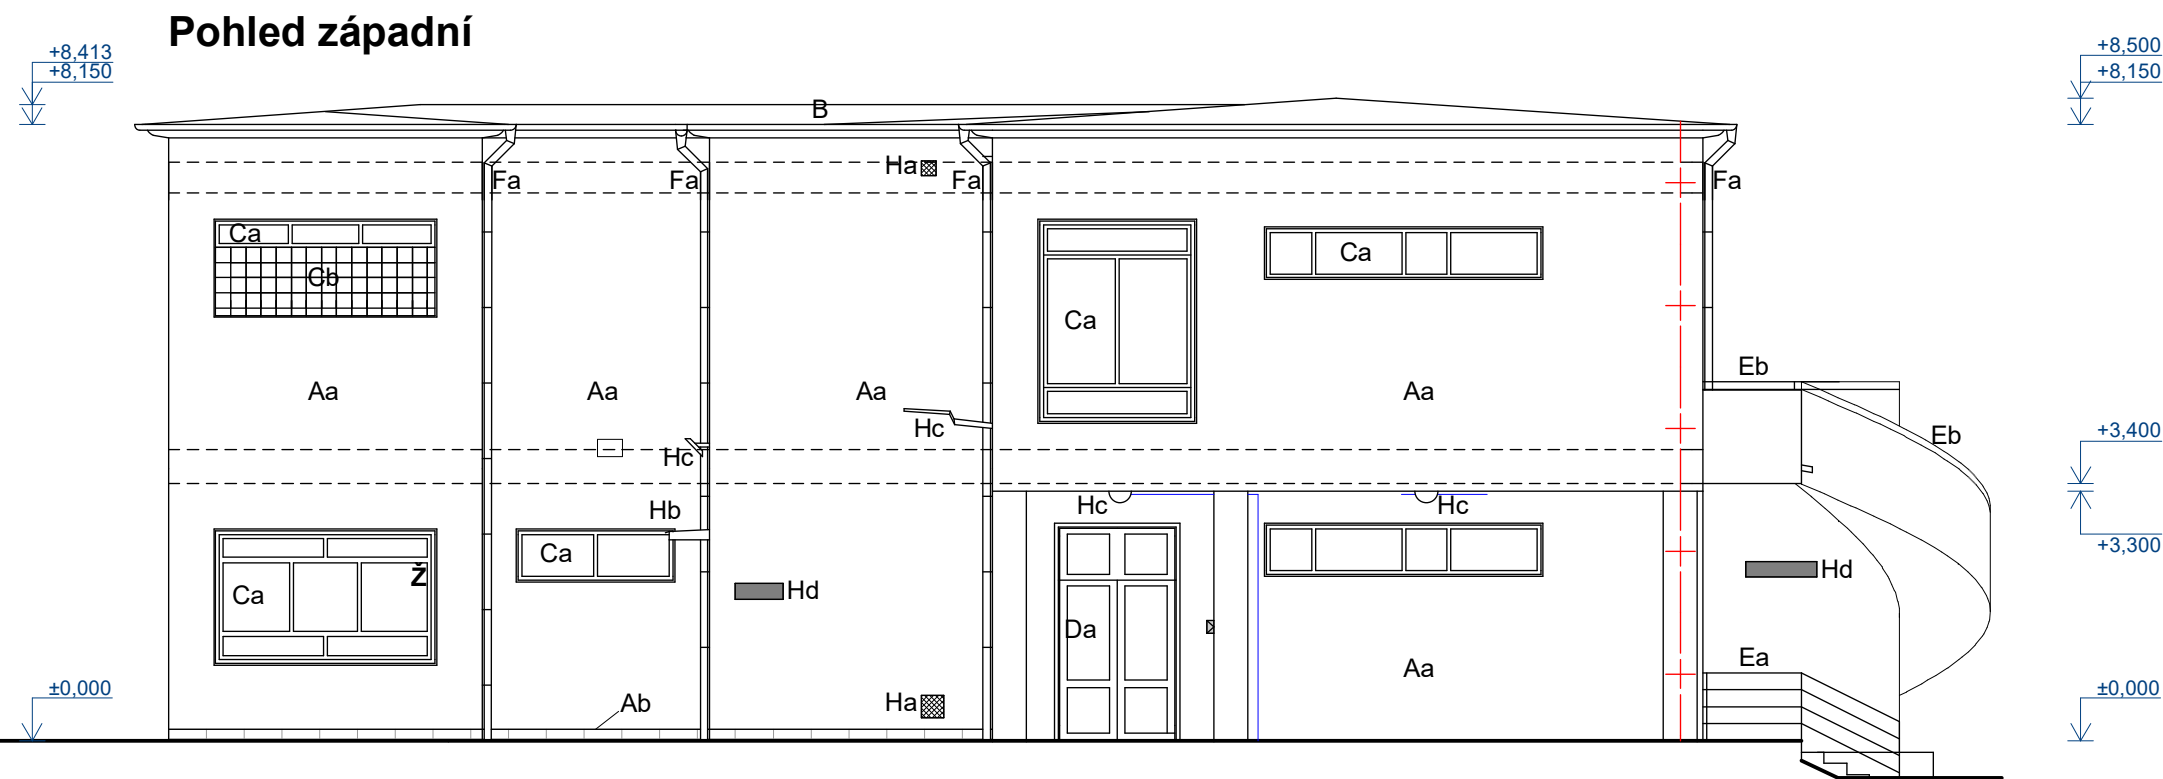 Pohled západní
+8,413
+8,150
+8,500
+8,150
B
Ha
Fa
Fa
Fa
Fa
Ca
Cb
Ca
Ca
Eb
Aa
Aa
Aa
Aa
Hc
Eb
+3,400
Hc
Hb
Hc
Hc
+3,300
Ca
Ž
Ca
Hd
Hd
Da
Ea
Aa
±0,000
±0,000
Ab
Ha